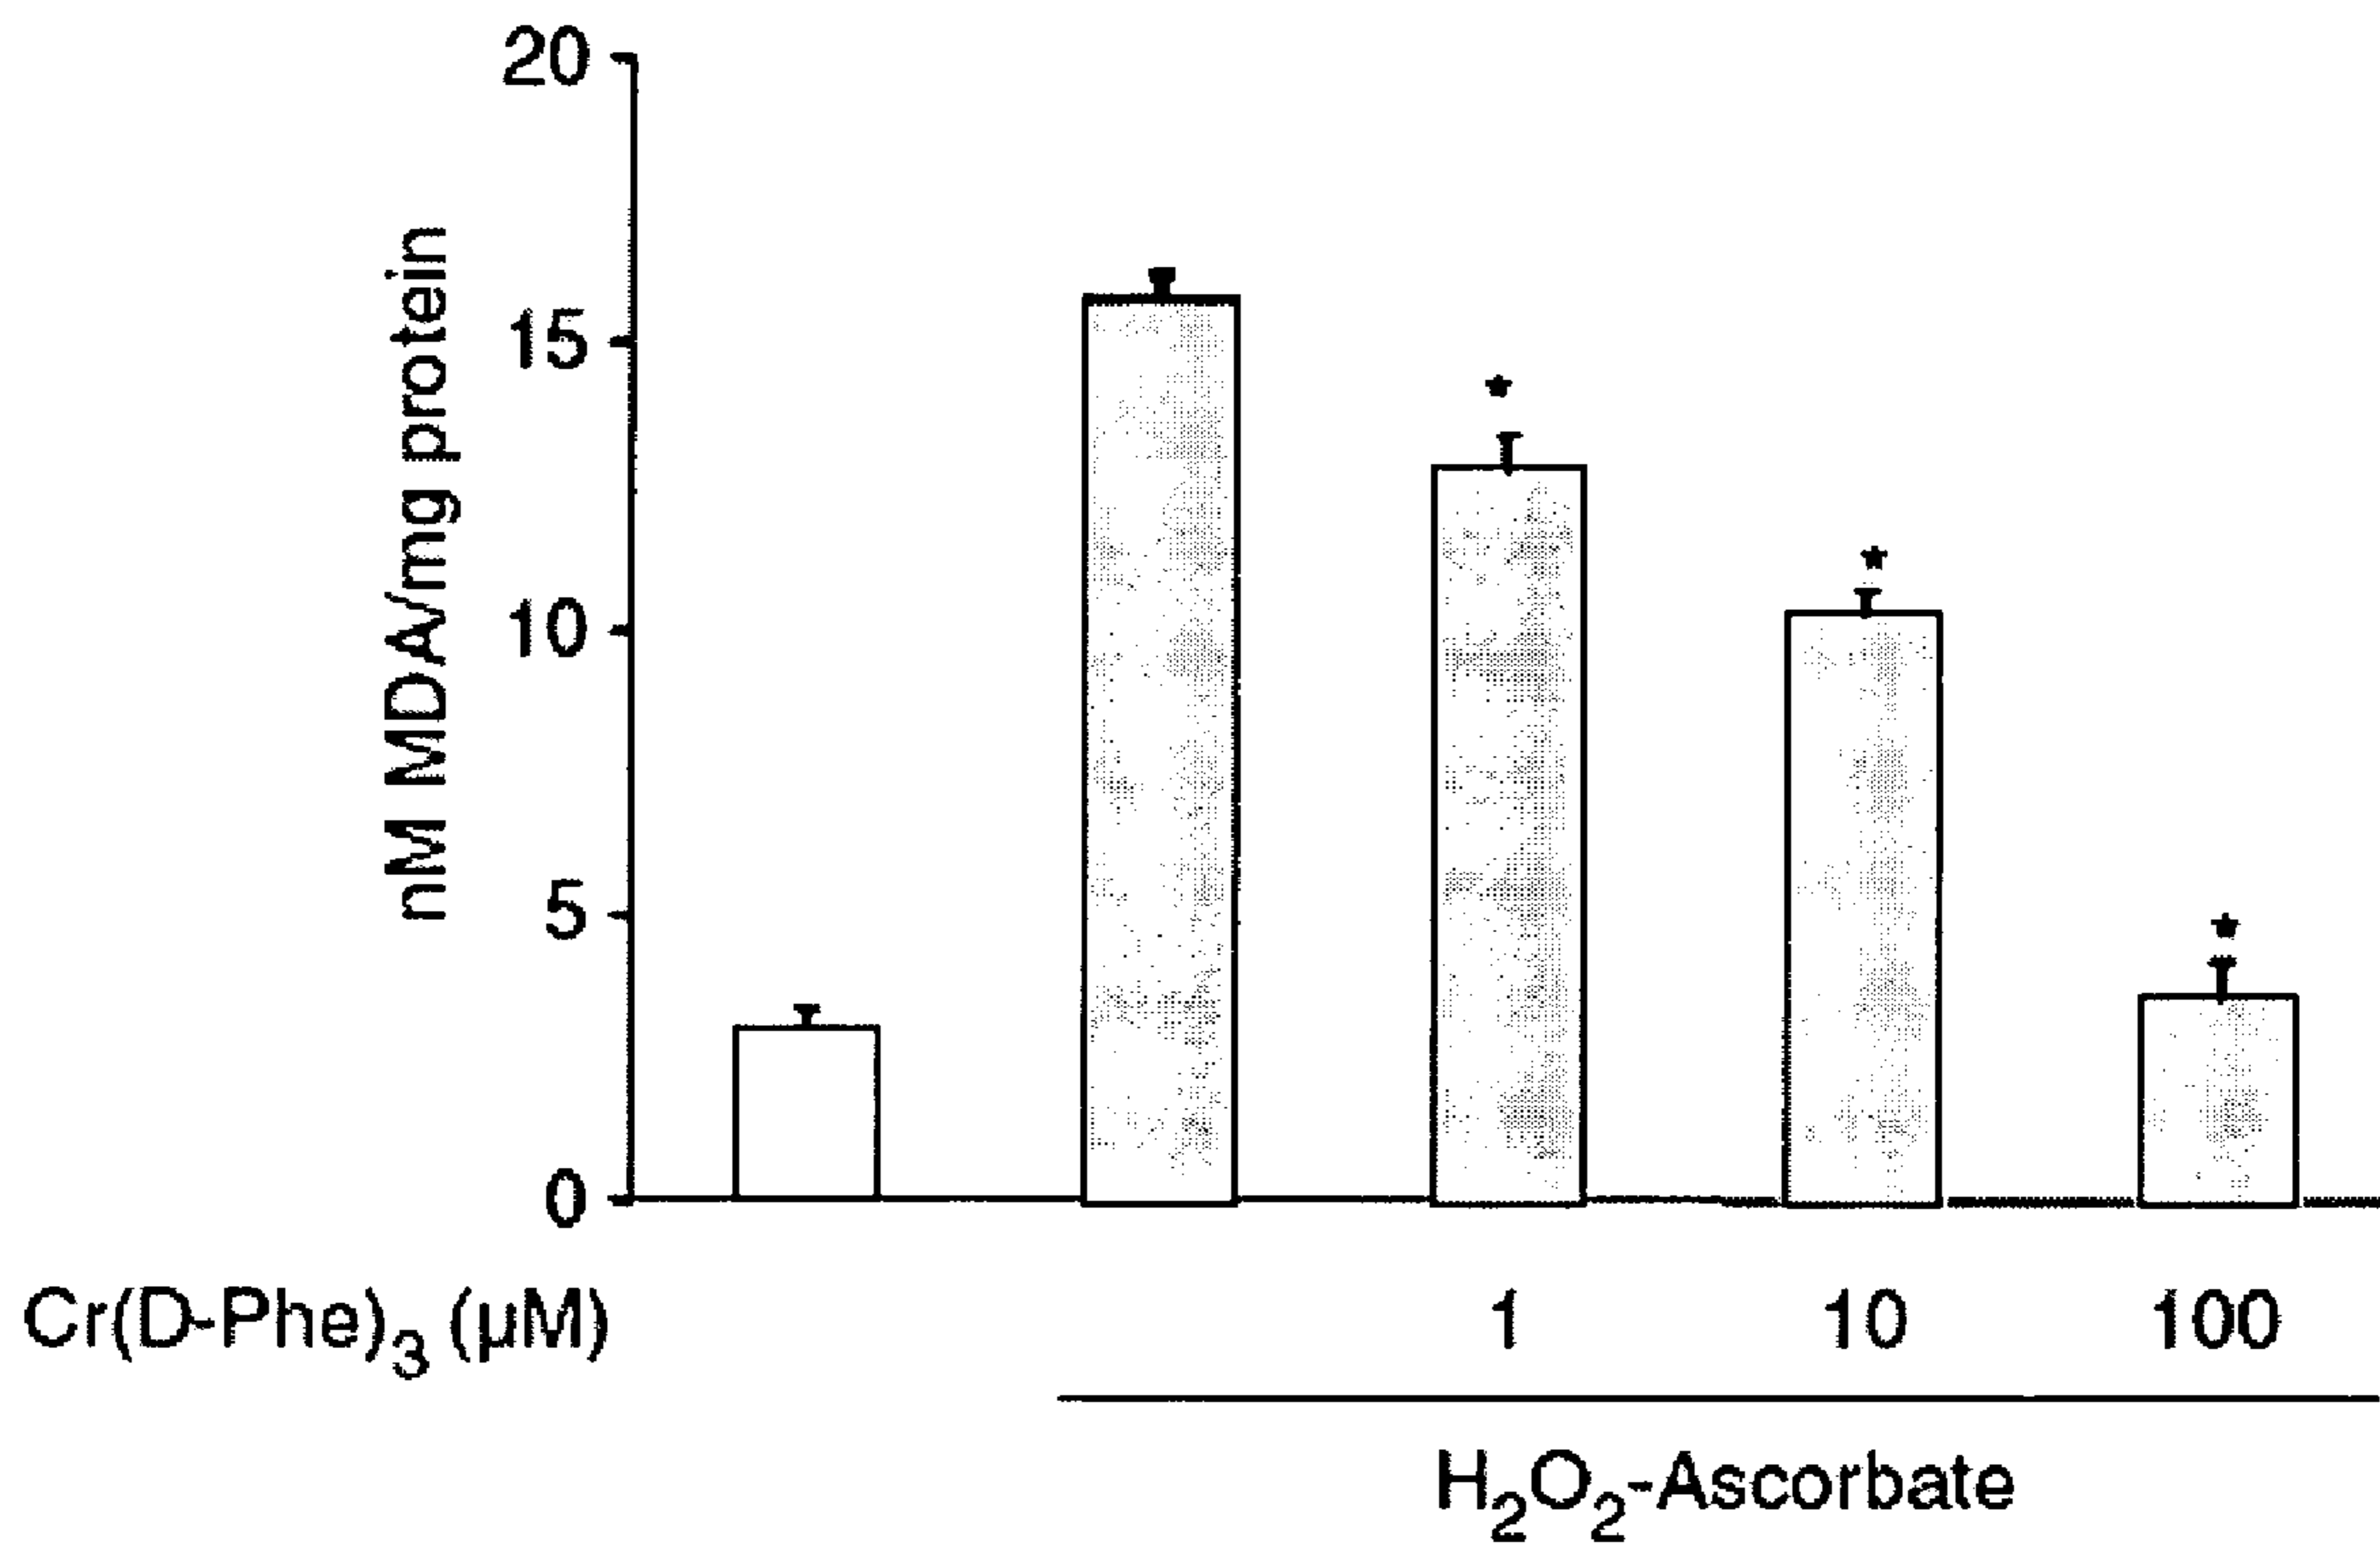 20
15
10
5
0
nM MDA/mg protein
*
*
*
Cr(D-Phe)3 (µM) 1 10 100
H2O2-Ascorbate